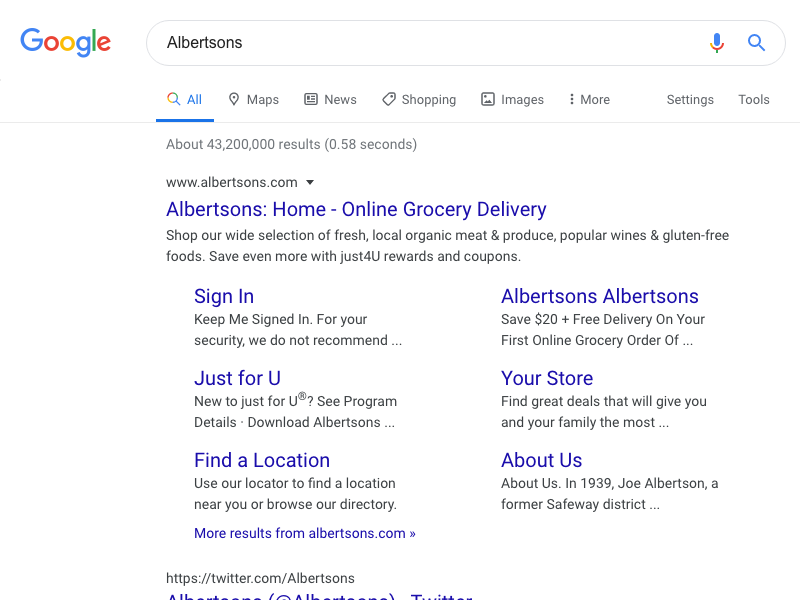 Google
Albertsons
All
Maps
News
Shopping
Images
More
Settings
Tools
About 43,200,000 results (0.58 seconds)
www.albertsons.com
Albertsons: Home - Online Grocery Delivery
Shop our wide selection of fresh, local organic meat & produce, popular wines & gluten-free
foods. Save even more with just4U rewards and coupons.
Sign In
Keep Me Signed In. For your
security, we do not recommend ...
Albertsons Albertsons
Save $20 + Free Delivery On Your
First Online Grocery Order Of ...
Just for U
New to just for U®? See Program
Details · Download Albertsons ...
Your Store
Find great deals that will give you
and your family the most ...
Find a Location
Use our locator to find a location
near you or browse our directory.
About Us
About Us. In 1939, Joe Albertson, a
former Safeway district ...
More results from albertsons.com »
https://twitter.com/Albertsons
Albertsons (@Albertsons) - Twitter